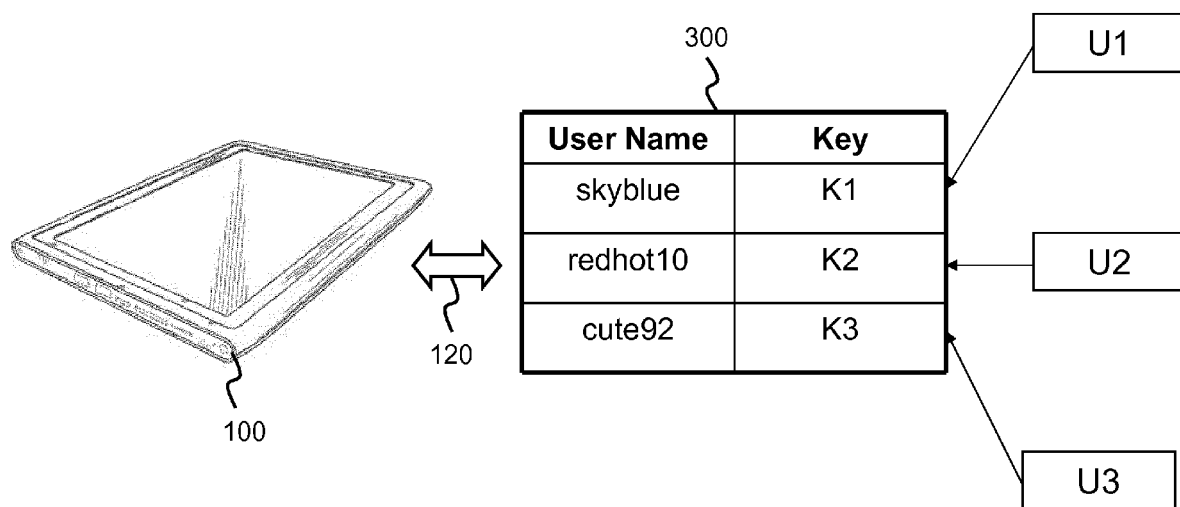 U1
300
User Name Key
skyblue K1
redhot10 K2
U2
cute92 K3
120
100
U3